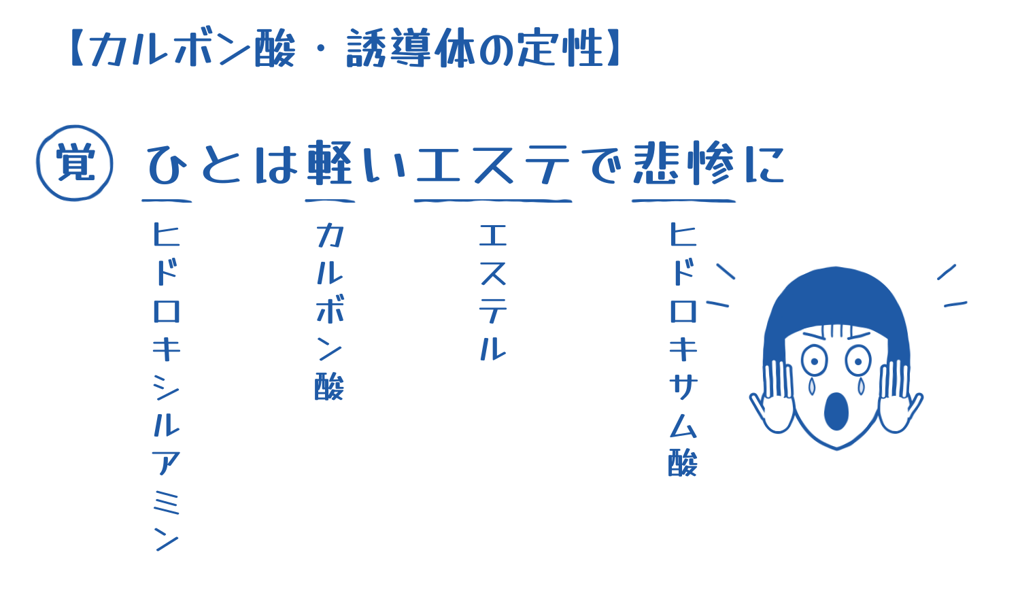 【カルボン酸・誘導体の定性】
覚 ひとは軽いエステで悲惨に
ヒドロキシルアミン
カルボン酸
エステル
ヒドロキサム酸